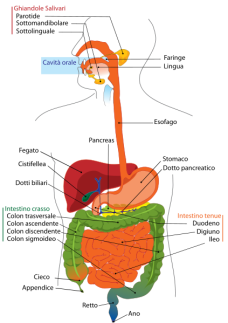 Ghiandole Salivari
Parotide
Sottomandibolare
Sottolinguale
Cavità orale
Faringe
Lingua
Esofago
Pancreas
Fegato
Cistifellea
Dotti biliari
Stomaco
Dotto pancreatico
Intestino crasso
Colon trasversale
Colon ascendente
Colon discendente
Colon sigmoideo
Intestino tenue
Duodeno
Digiuno
Ileo
Cieco
Appendice
Retto
Ano